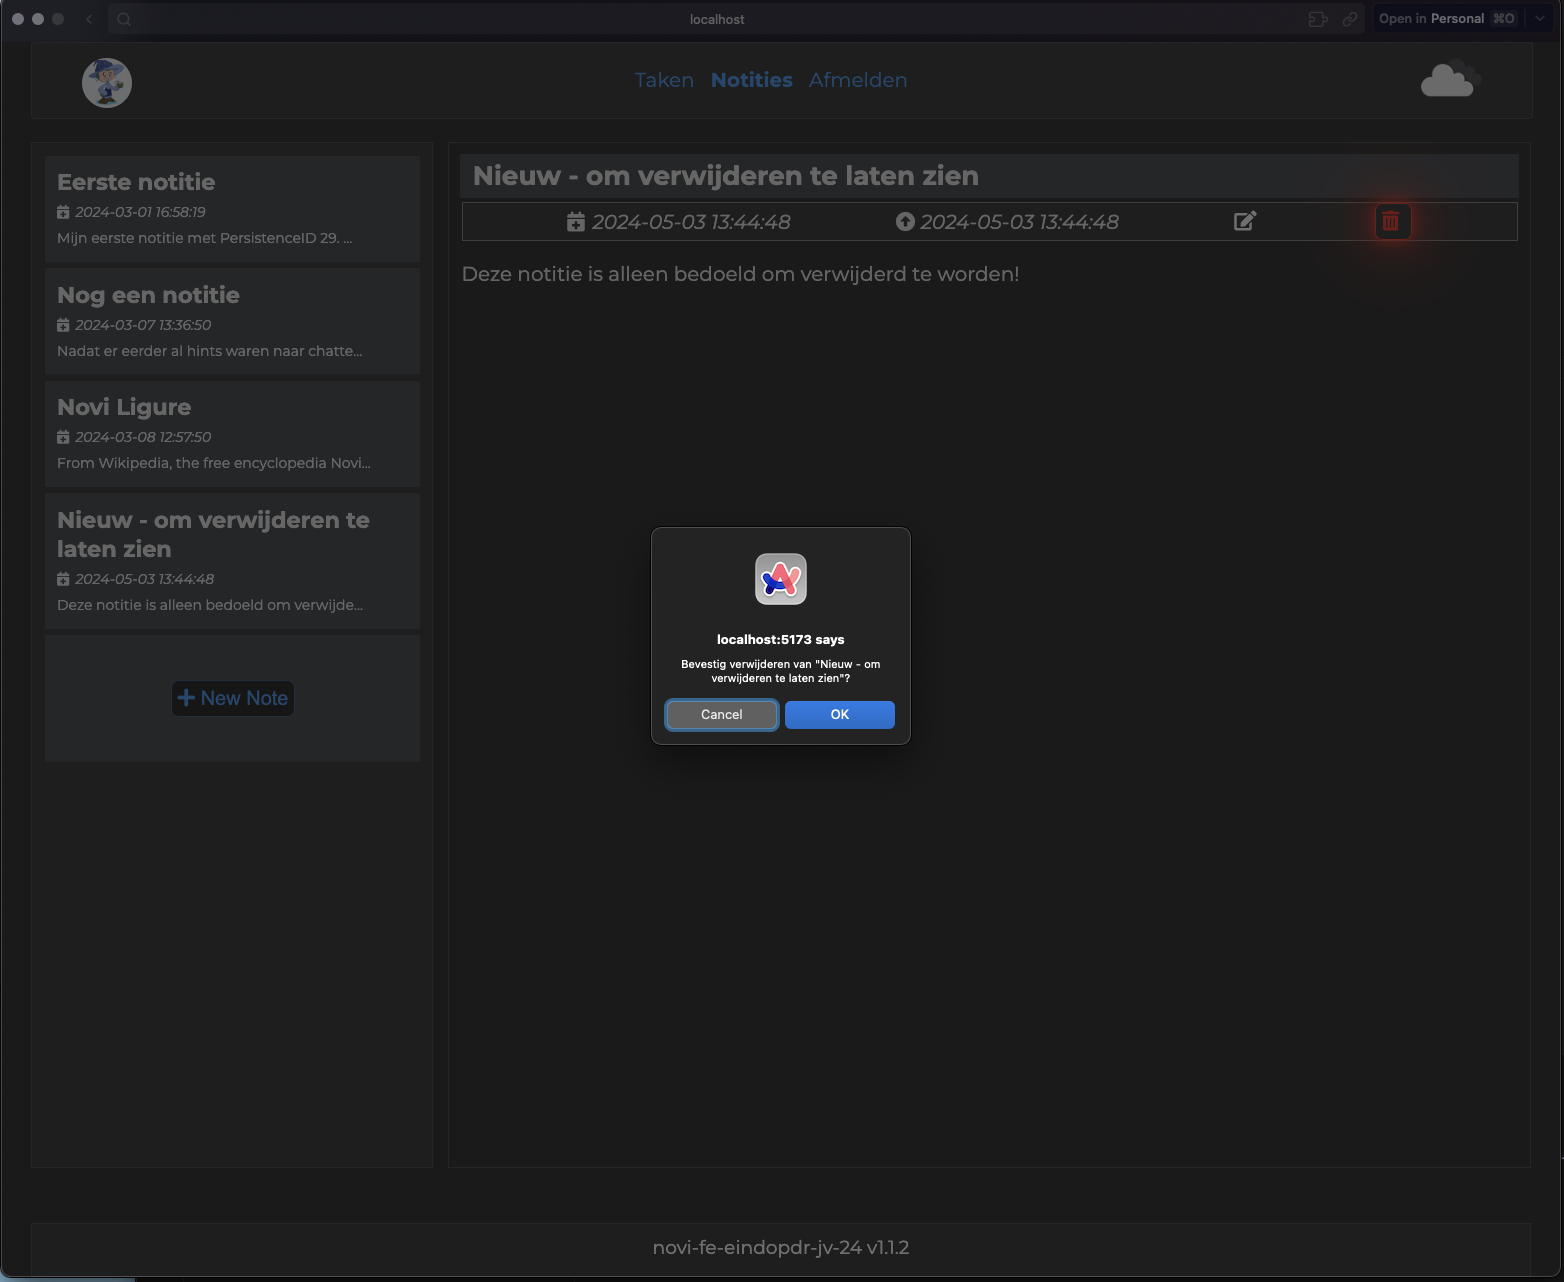 localhost
Open in Personal ⌘O
Taken Notities Afmelden
Eerste notitie
2024-03-01 16:58:19
Mijn eerste notitie met PersistenceID 29. ...
Nog een notitie
2024-03-07 13:36:50
Nadat er eerder al hints waren naar chatte...
Novi Ligure
2024-03-08 12:57:50
From Wikipedia, the free encyclopedia Novi...
Nieuw - om verwijderen te
laten zien
2024-05-03 13:44:48
Deze notitie is alleen bedoeld om verwijde...
New Note
Nieuw - om verwijderen te laten zien
2024-05-03 13:44:48 2024-05-03 13:44:48
Deze notitie is alleen bedoeld om verwijderd te worden!
localhost:5173 says
Bevestig verwijderen van "Nieuw - om
verwijderen te laten zien"?
Cancel OK
novi-fe-eindopdr-jv-24 v1.1.2